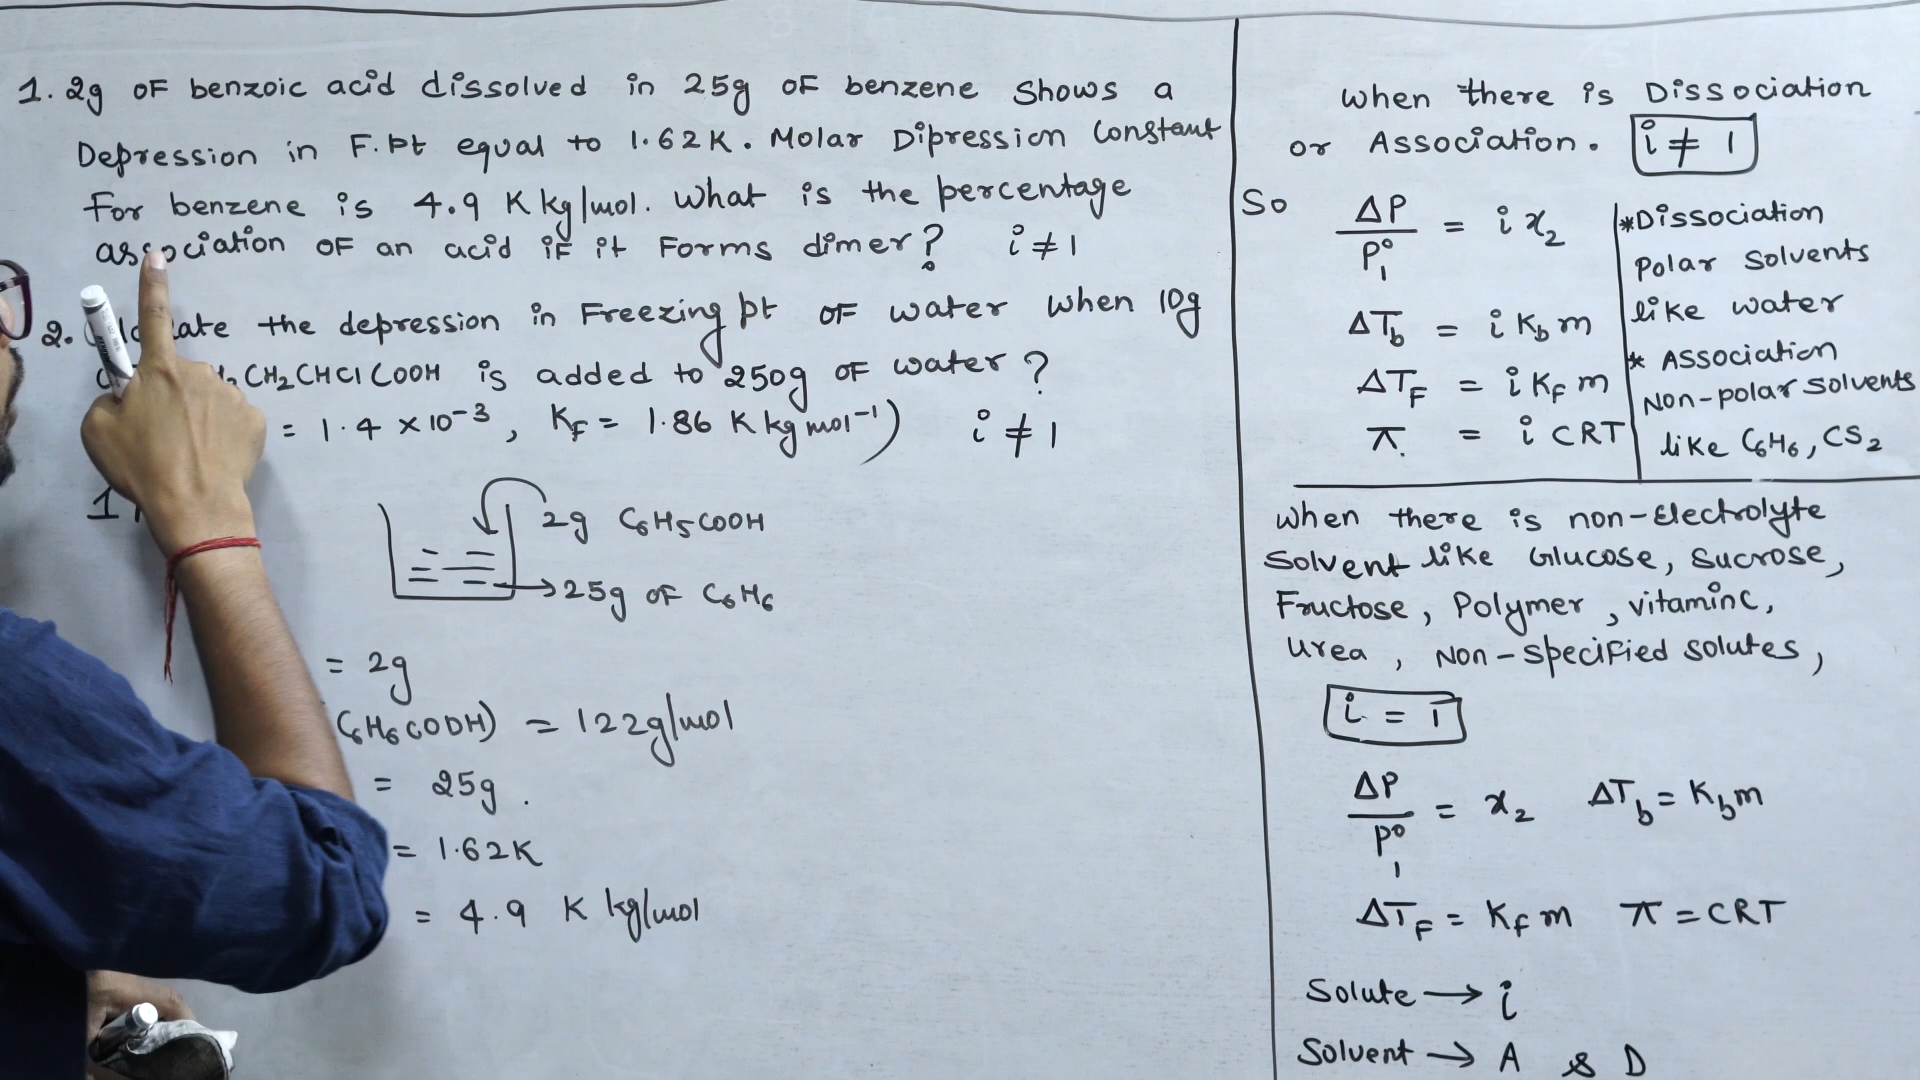 1. 2g OF benzoic acid dissolved in 25g OF benzene shows a
Depression in F.Pt equal to 1.62K. Molar Dipression constant
For benzene is 4.9 K kg/mol. What is the percentage
association OF an acid iF it Forms dimer? i ≠ 1
2. the depression in Freezing pt OF water when 10g
CH₂CHCl COOH is added to 250g OF water?
= 1.4 × 10⁻³, KF = 1.86 K kg mol⁻¹) i ≠ 1
1
2g C6H5COOH
25g OF C6H6
= 2g
C6H6COOH) = 122g/mol
= 25g.
= 1.62K
= 4.9 K kg/mol
When there is Dissociation
or Association. i ≠ 1
So ΔP/P₁⁰ = i x₂
ΔTb = i Kb m
ΔTF = i KF m
π. = i CRT
*Dissociation
Polar Solvents
like water
* Association
Non-polar solvents
like C6H6, CS2
When there is non-Electrolyte
Solvent like Glucose, Sucrose,
Fructose, Polymer, vitaminc,
Urea, Non-specified solutes,
i = 1
ΔP/P₁⁰ = x₂ ΔTb = Kb m
ΔTF = KF m π = CRT
Solute → i
Solvent → A & D